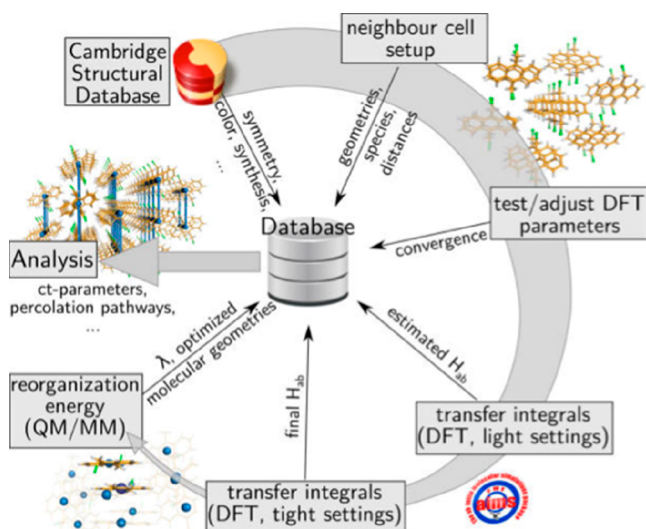 Cambridge
Structural
Database
neighbour cell
setup
symmetry,
color, synthesis,
...
geometries,
species,
distances
Database
test/adjust DFT
parameters
convergence
Analysis
ct-parameters,
percolation pathways,
...
λ, optimized
molecular geometries
estimated H_ab
reorganization
energy
(QM/MM)
final H_ab
transfer integrals
(DFT, light settings)
transfer integrals
(DFT, tight settings)